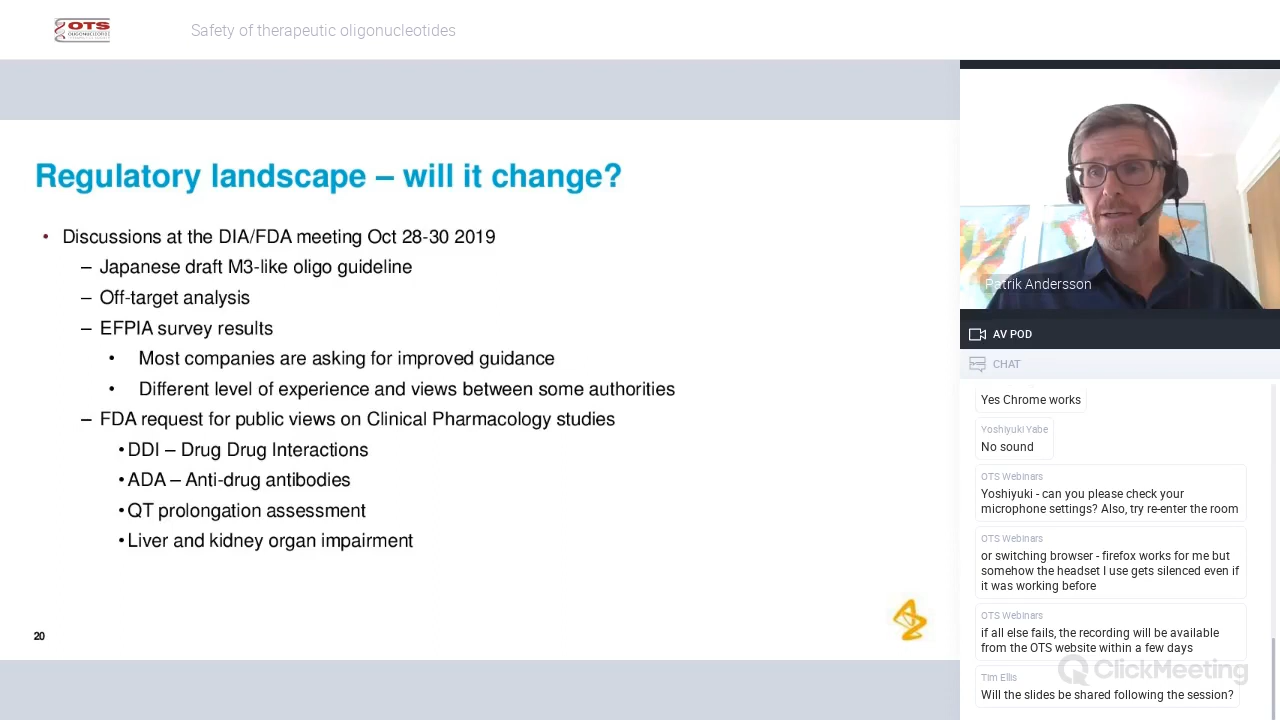 OTS
OLIGONUCLEOTIDE
Safety of therapeutic oligonucleotides
Regulatory landscape – will it change?
• Discussions at the DIA/FDA meeting Oct 28-30 2019
– Japanese draft M3-like oligo guideline
– Off-target analysis
– EFPIA survey results
• Most companies are asking for improved guidance
• Different level of experience and views between some authorities
– FDA request for public views on Clinical Pharmacology studies
• DDI – Drug Drug Interactions
• ADA – Anti-drug antibodies
• QT prolongation assessment
• Liver and kidney organ impairment
20
Patrik Andersson
AV POD
CHAT
Yes Chrome works
Yoshiyuki Yabe
No sound
OTS Webinars
Yoshiyuki - can you please check your
microphone settings? Also, try re-enter the room
OTS Webinars
or switching browser - firefox works for me but
somehow the headset I use gets silenced even if
it was working before
OTS Webinars
if all else fails, the recording will be available
from the OTS website within a few days
ClickMeeting
Tim Ellis
Will the slides be shared following the session?